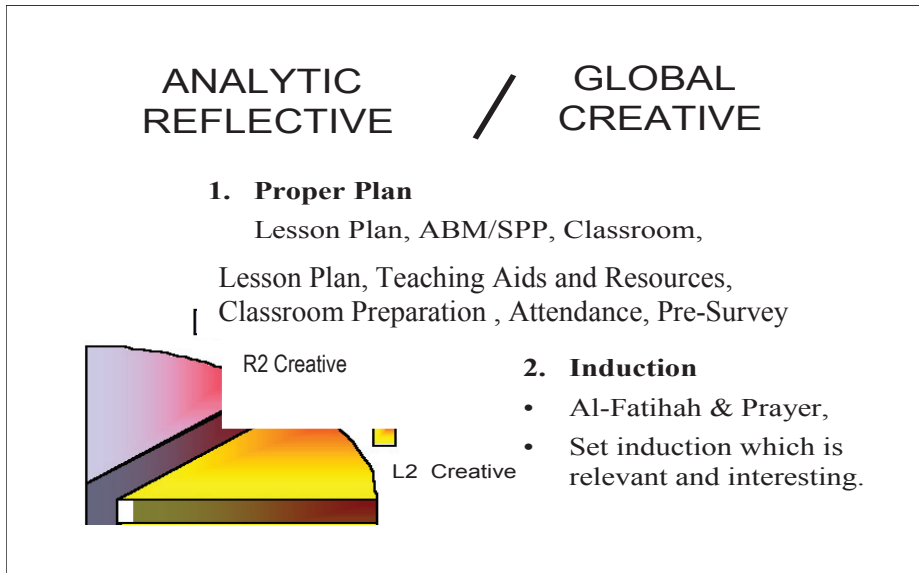 ANALYTIC
REFLECTIVE
/
GLOBAL
CREATIVE
1. Proper Plan
Lesson Plan, ABM/SPP, Classroom,
Lesson Plan, Teaching Aids and Resources,
Classroom Preparation , Attendance, Pre-Survey
R2 Creative
L2 Creative
2. Induction
• Al-Fatihah & Prayer,
• Set induction which is
relevant and interesting.